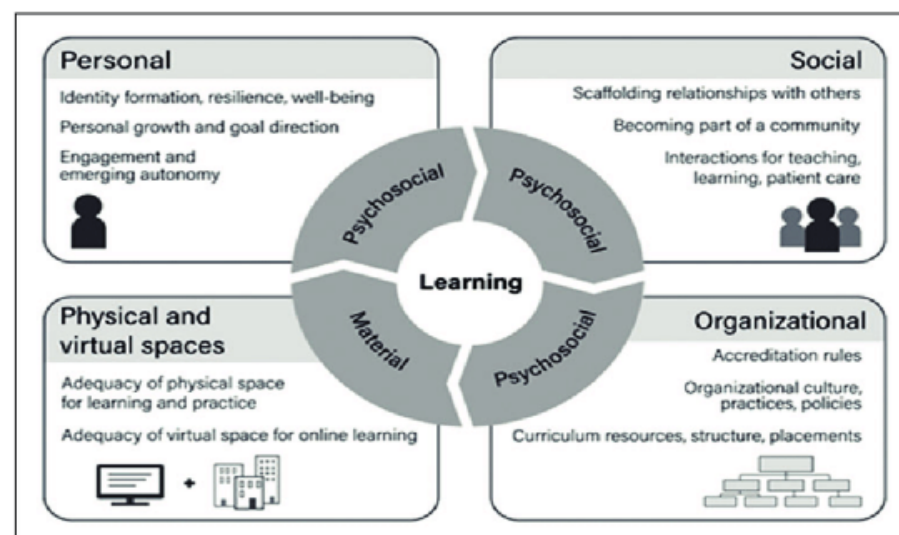 Personal
Identity formation, resilience, well-being
Personal growth and goal direction
Engagement and
emerging autonomy
Social
Scaffolding relationships with others
Becoming part of a community
Interactions for teaching,
learning, patient care
Psychosocial
Psychosocial
Learning
Material
Psychosocial
Physical and
virtual spaces
Adequacy of physical space
for learning and practice
Adequacy of virtual space for online learning
+
Organizational
Accreditation rules
Organizational culture,
practices, policies
Curriculum resources, structure, placements